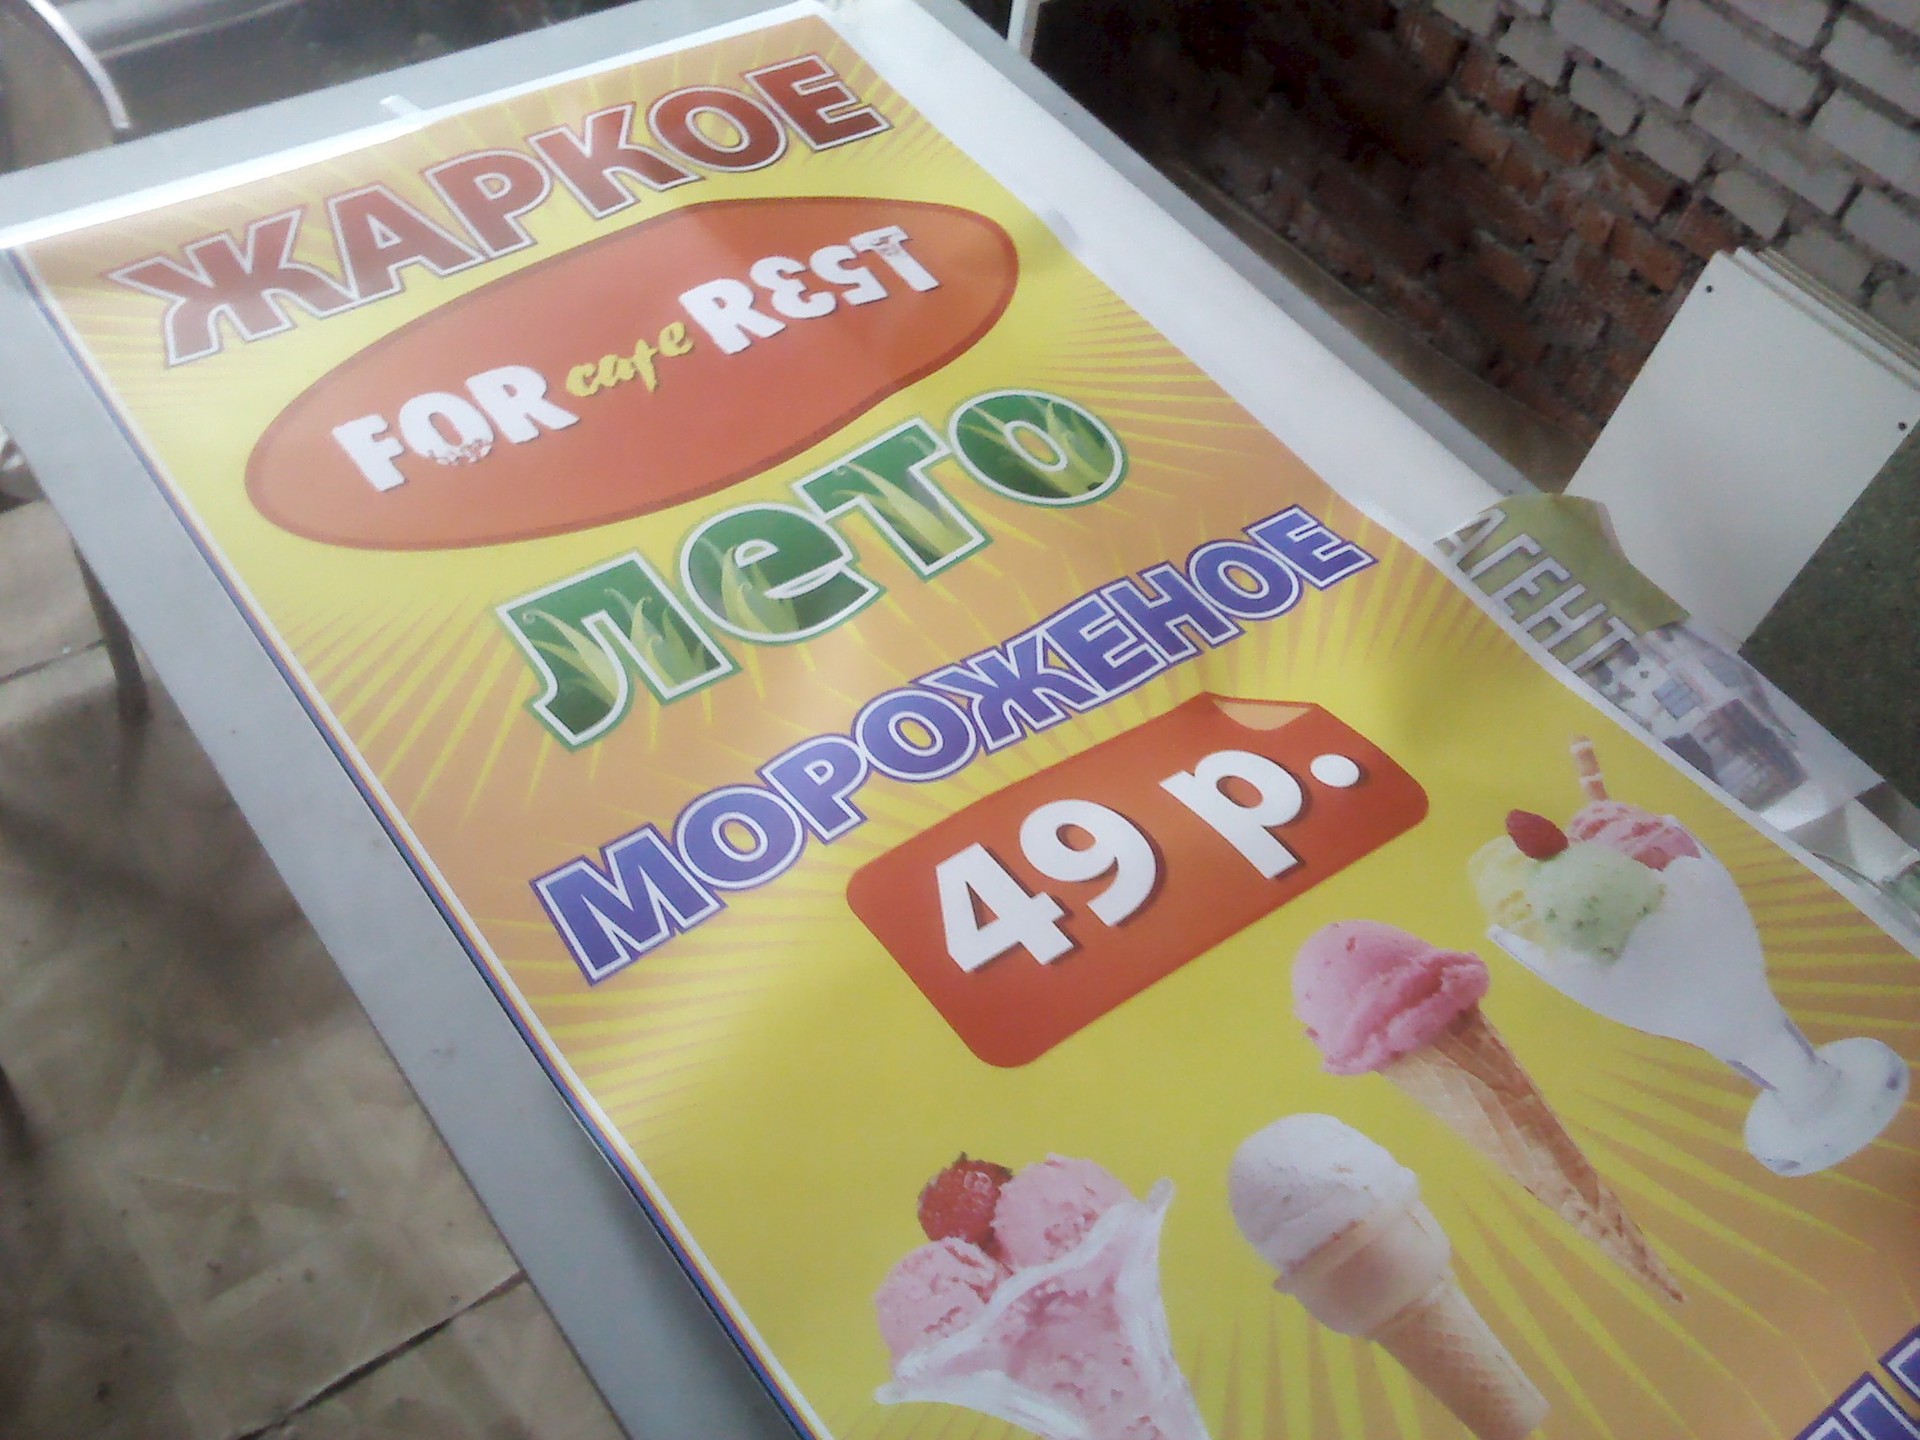 ЖАРКОЕ
FOR cafe REST
лето
МОРОЖЕНОЕ
49 р.
АГЕНТ